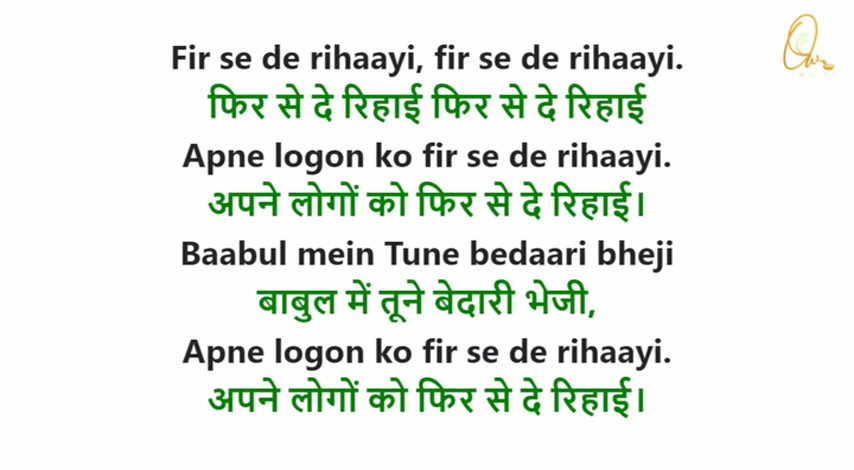 Fir se de rihaayi, fir se de rihaayi.
फिर से दे रिहाई फिर से दे रिहाई
Apne logon ko fir se de rihaayi.
अपने लोगों को फिर से दे रिहाई।
Baabul mein Tune bedaari bheji
बाबुल में तूने बेदारी भेजी,
Apne logon ko fir se de rihaayi.
अपने लोगों को फिर से दे रिहाई।